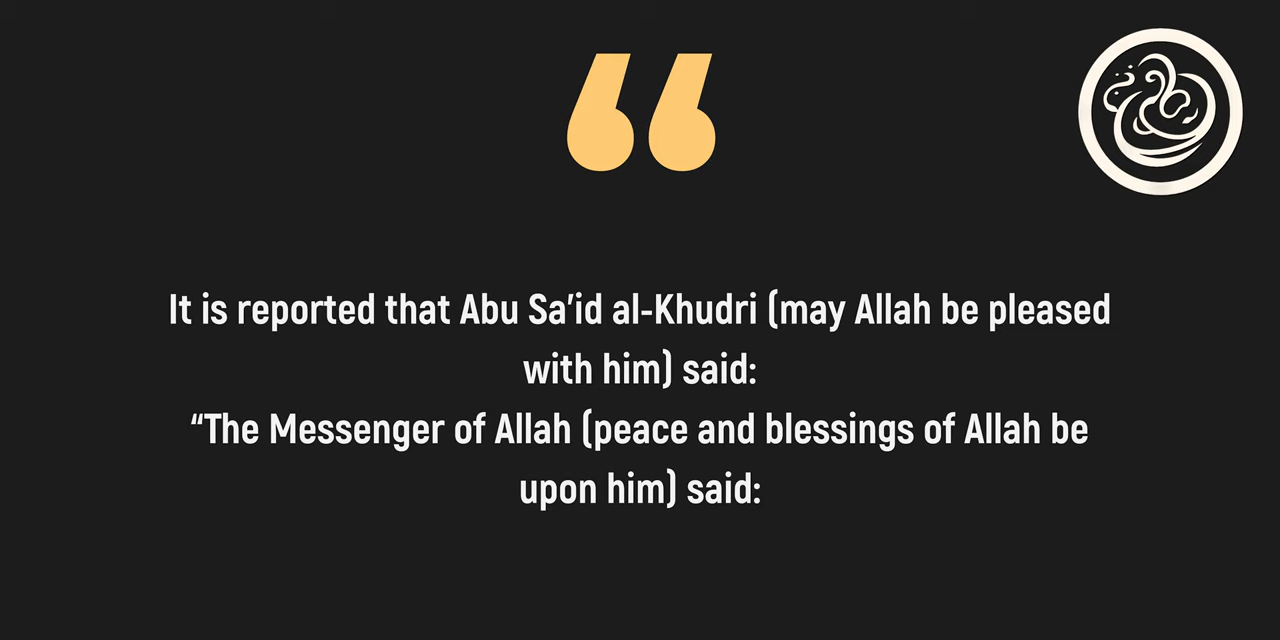 It is reported that Abu Sa’id al-Khudri (may Allah be pleased
with him) said:
“The Messenger of Allah (peace and blessings of Allah be
upon him) said: